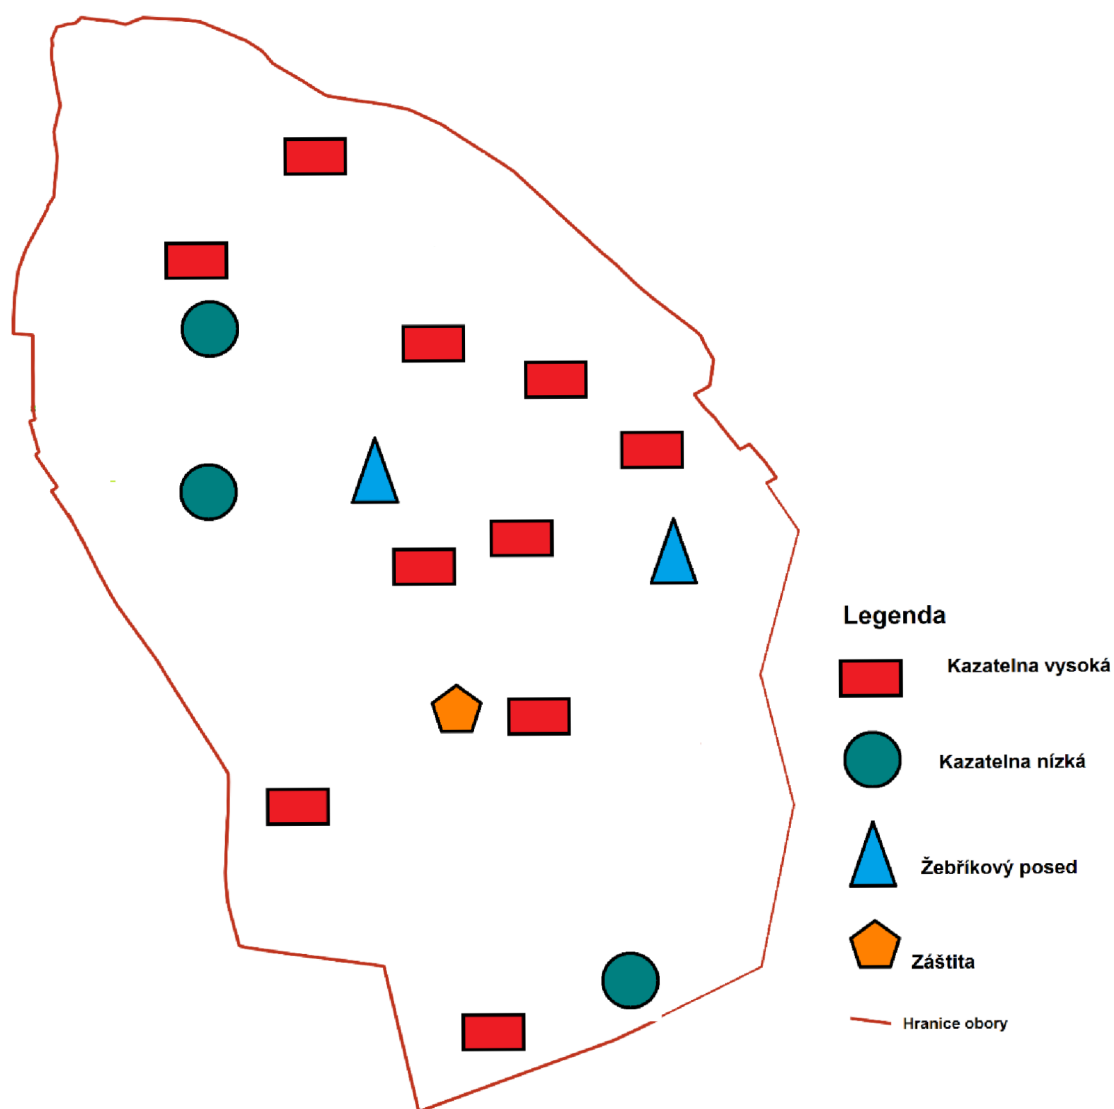 Legenda
Kazatelna vysoká
Kazatelna nízká
Žebříkový posed
Záštita
Hranice obory